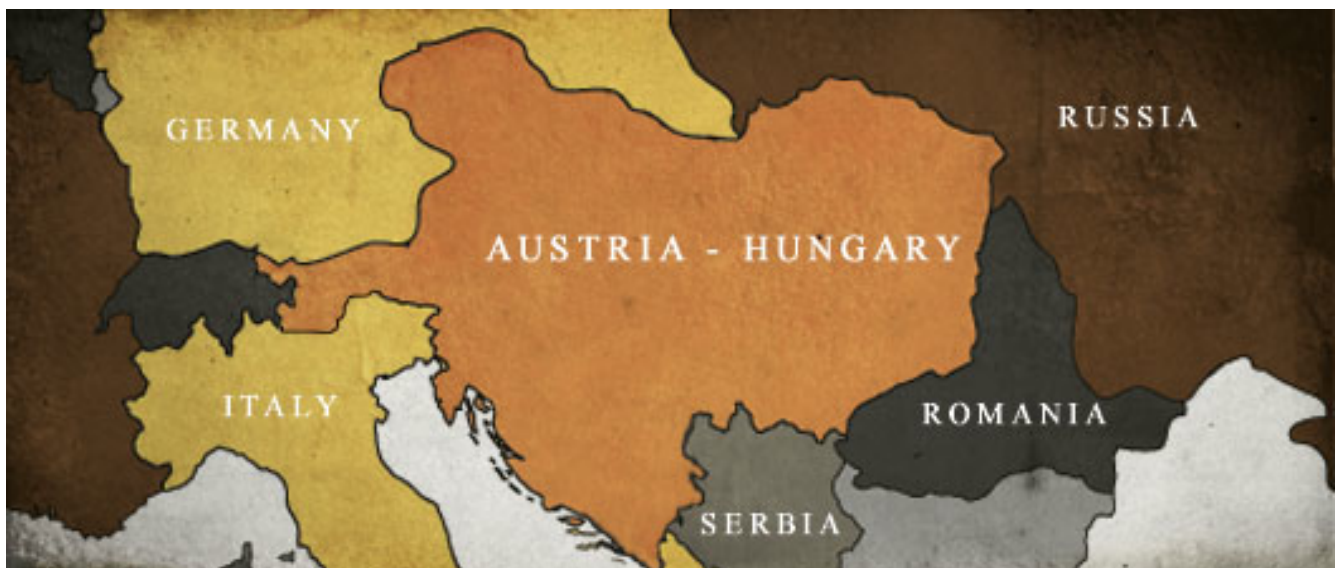 GERMANY
RUSSIA
AUSTRIA - HUNGARY
ITALY
ROMANIA
SERBIA